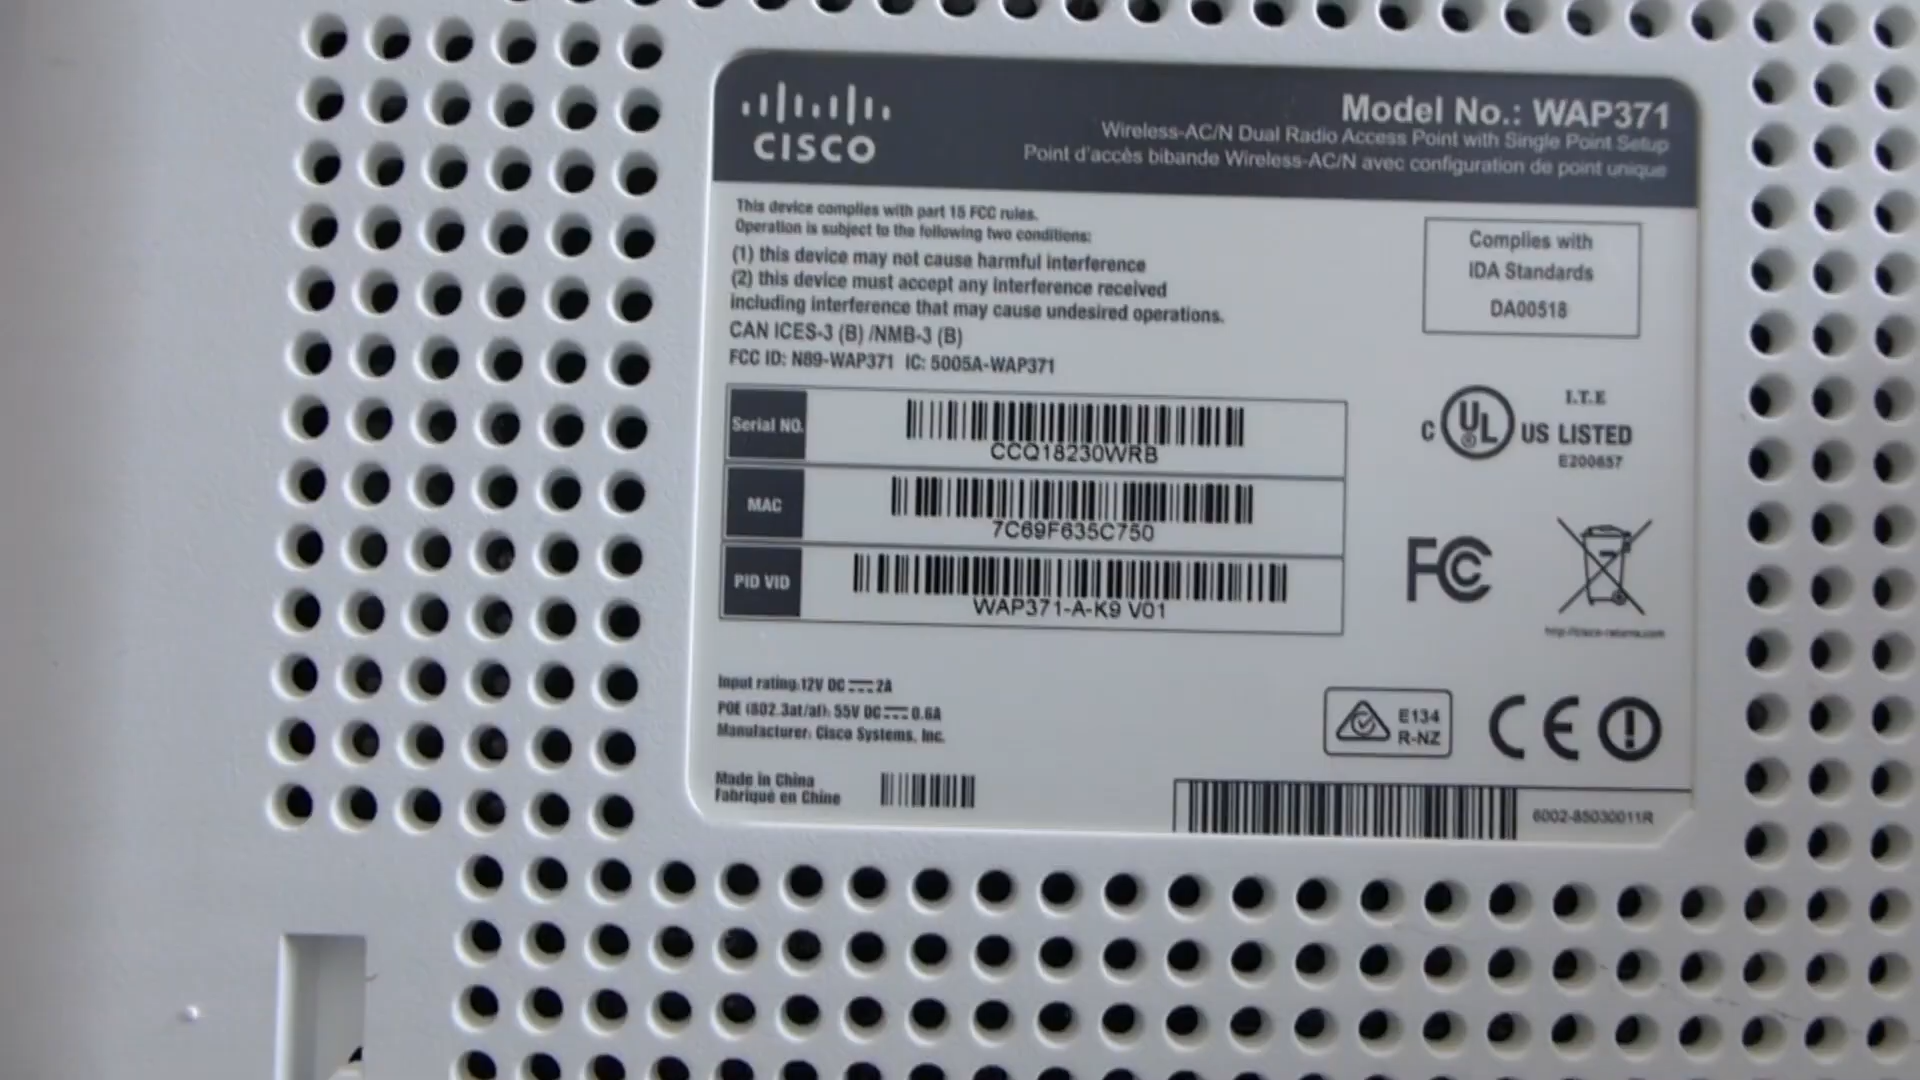 CISCO
Model No.: WAP371
Wireless-AC/N Dual Radio Access Point with Single Point Setup
Point d'accès bibande Wireless-AC/N avec configuration de point unique
This device complies with part 15 FCC rules.
Operation is subject to the following two conditions:
(1) this device may not cause harmful interference
(2) this device must accept any interference received
including interference that may cause undesired operations.
CAN ICES-3 (B) /NMB-3 (B)
FCC ID: N89-WAP371 IC: 5005A-WAP371
Complies with
IDA Standards
DA00518
Serial NO.
CCQ18230WRB
MAC
7C69F635C750
PID VID
WAP371-A-K9 V01
I.T.E
C UL ® US LISTED
E200657
FC
http://cisco-returns.com
Input rating:12V DC 2A
POE (802.3at/af): 55V DC 0.6A
Manufacturer: Cisco Systems, Inc.
Made in China
Fabriqué en Chine
E134
R-NZ
CE
6002-85030011R